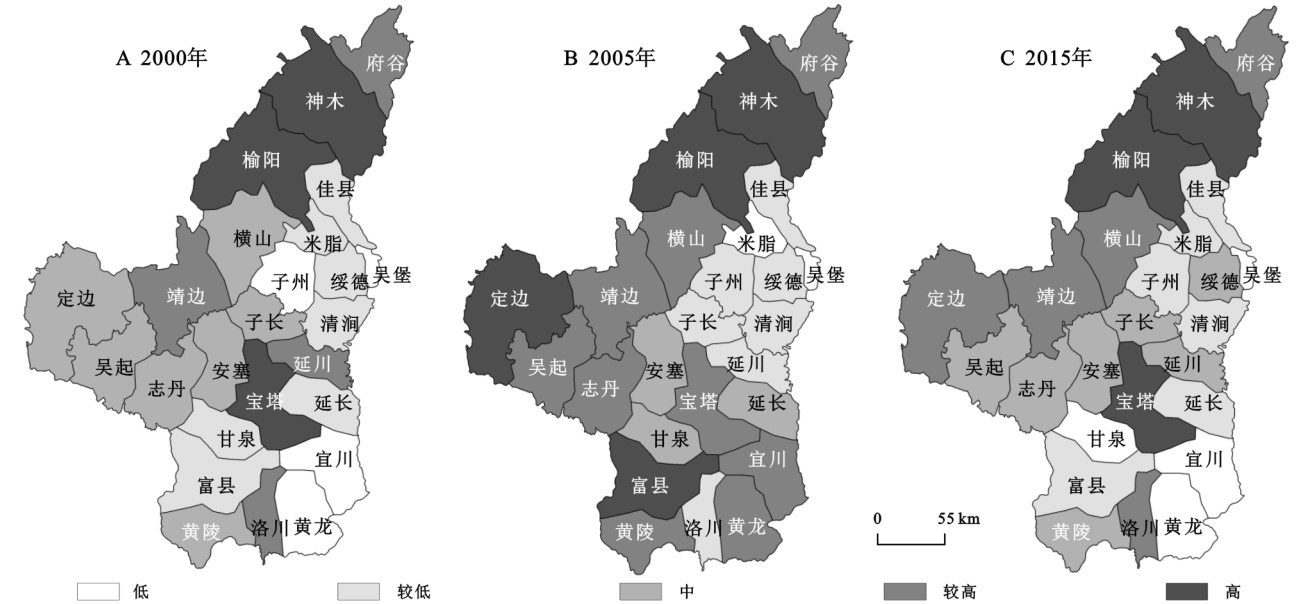 A 2000年
府谷
神木
榆阳
佳县
横山
米脂
吴堡
子州
绥德
定边
靖边
子长
清涧
吴起
志丹
安塞
延川
宝塔
延长
甘泉
宜川
富县
黄陵
洛川
黄龙
B 2005年
府谷
神木
榆阳
佳县
横山
米脂
吴堡
子州
绥德
定边
靖边
子长
清涧
吴起
志丹
安塞
延川
宝塔
延长
甘泉
宜川
富县
黄陵
洛川
黄龙
C 2015年
府谷
神木
榆阳
佳县
横山
米脂
吴堡
子州
绥德
定边
靖边
子长
清涧
吴起
志丹
安塞
延川
宝塔
延长
甘泉
宜川
富县
黄陵
洛川
黄龙
0 55 km
低
较低
中
较高
高